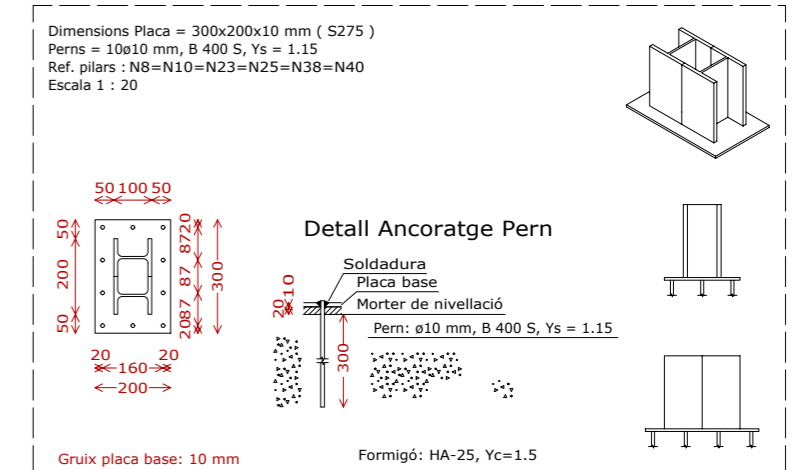 Dimensions Placa = 300x200x10 mm ( S275 )
Perns = 10ø10 mm, B 400 S, Ys = 1.15
Ref. pilars : N8=N10=N23=N25=N38=N40
Escala 1 : 20
50 100 50
50
200
50
20
87
87
87
20
300
20
20
160
200
Detall Ancoratge Pern
Soldadura
Placa base
Morter de nivellació
Pern: ø10 mm, B 400 S, Ys = 1.15
10
20
300
Gruix placa base: 10 mm
Formigó: HA-25, Yc=1.5